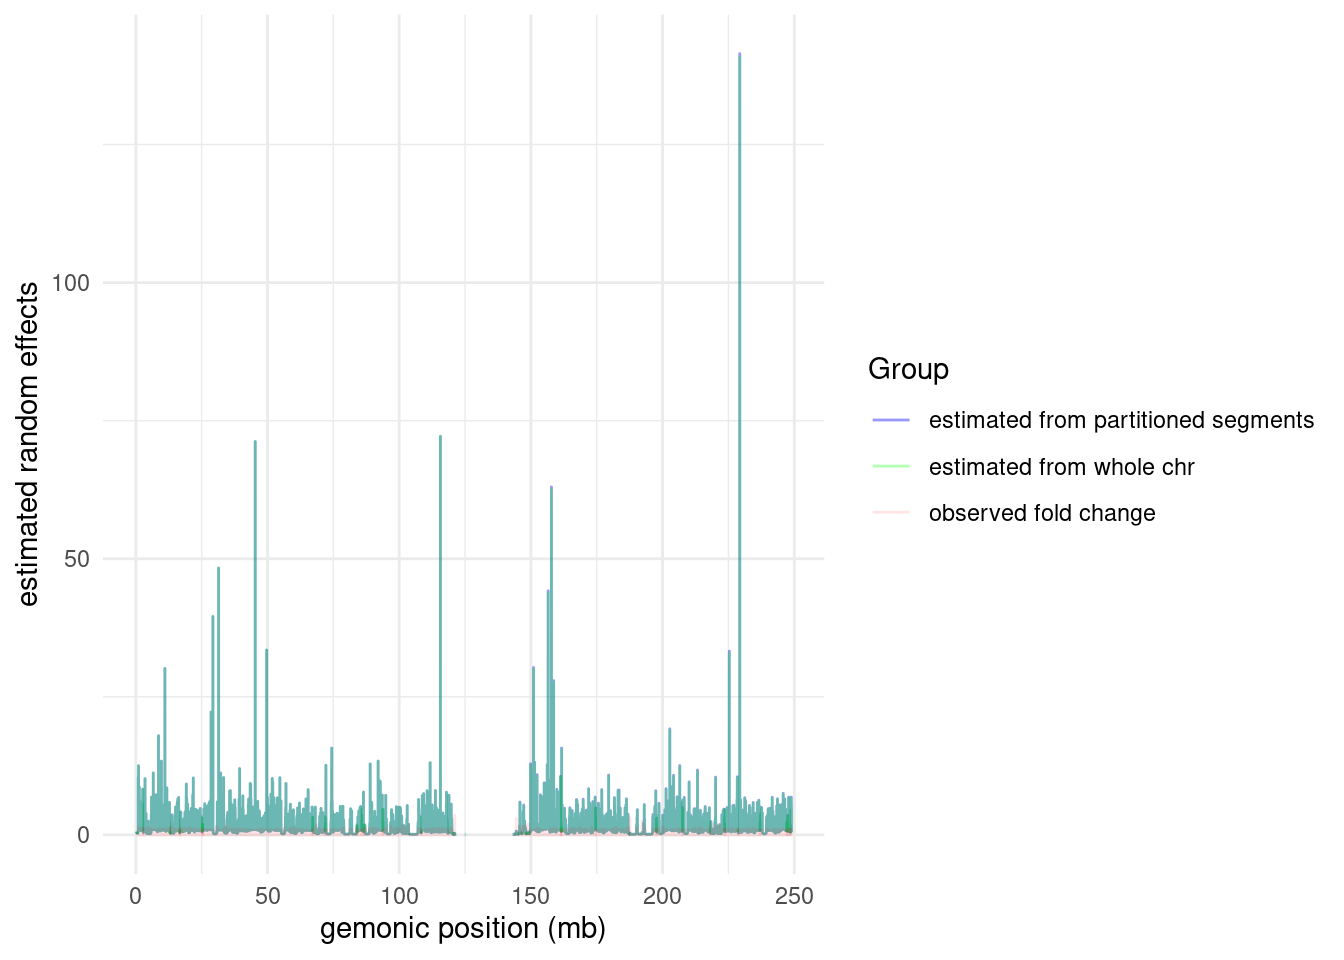 estimated random effects
100
50
0
0
50
100
150
200
250
gemonic position (mb)
Group
estimated from partitioned segments
estimated from whole chr
observed fold change